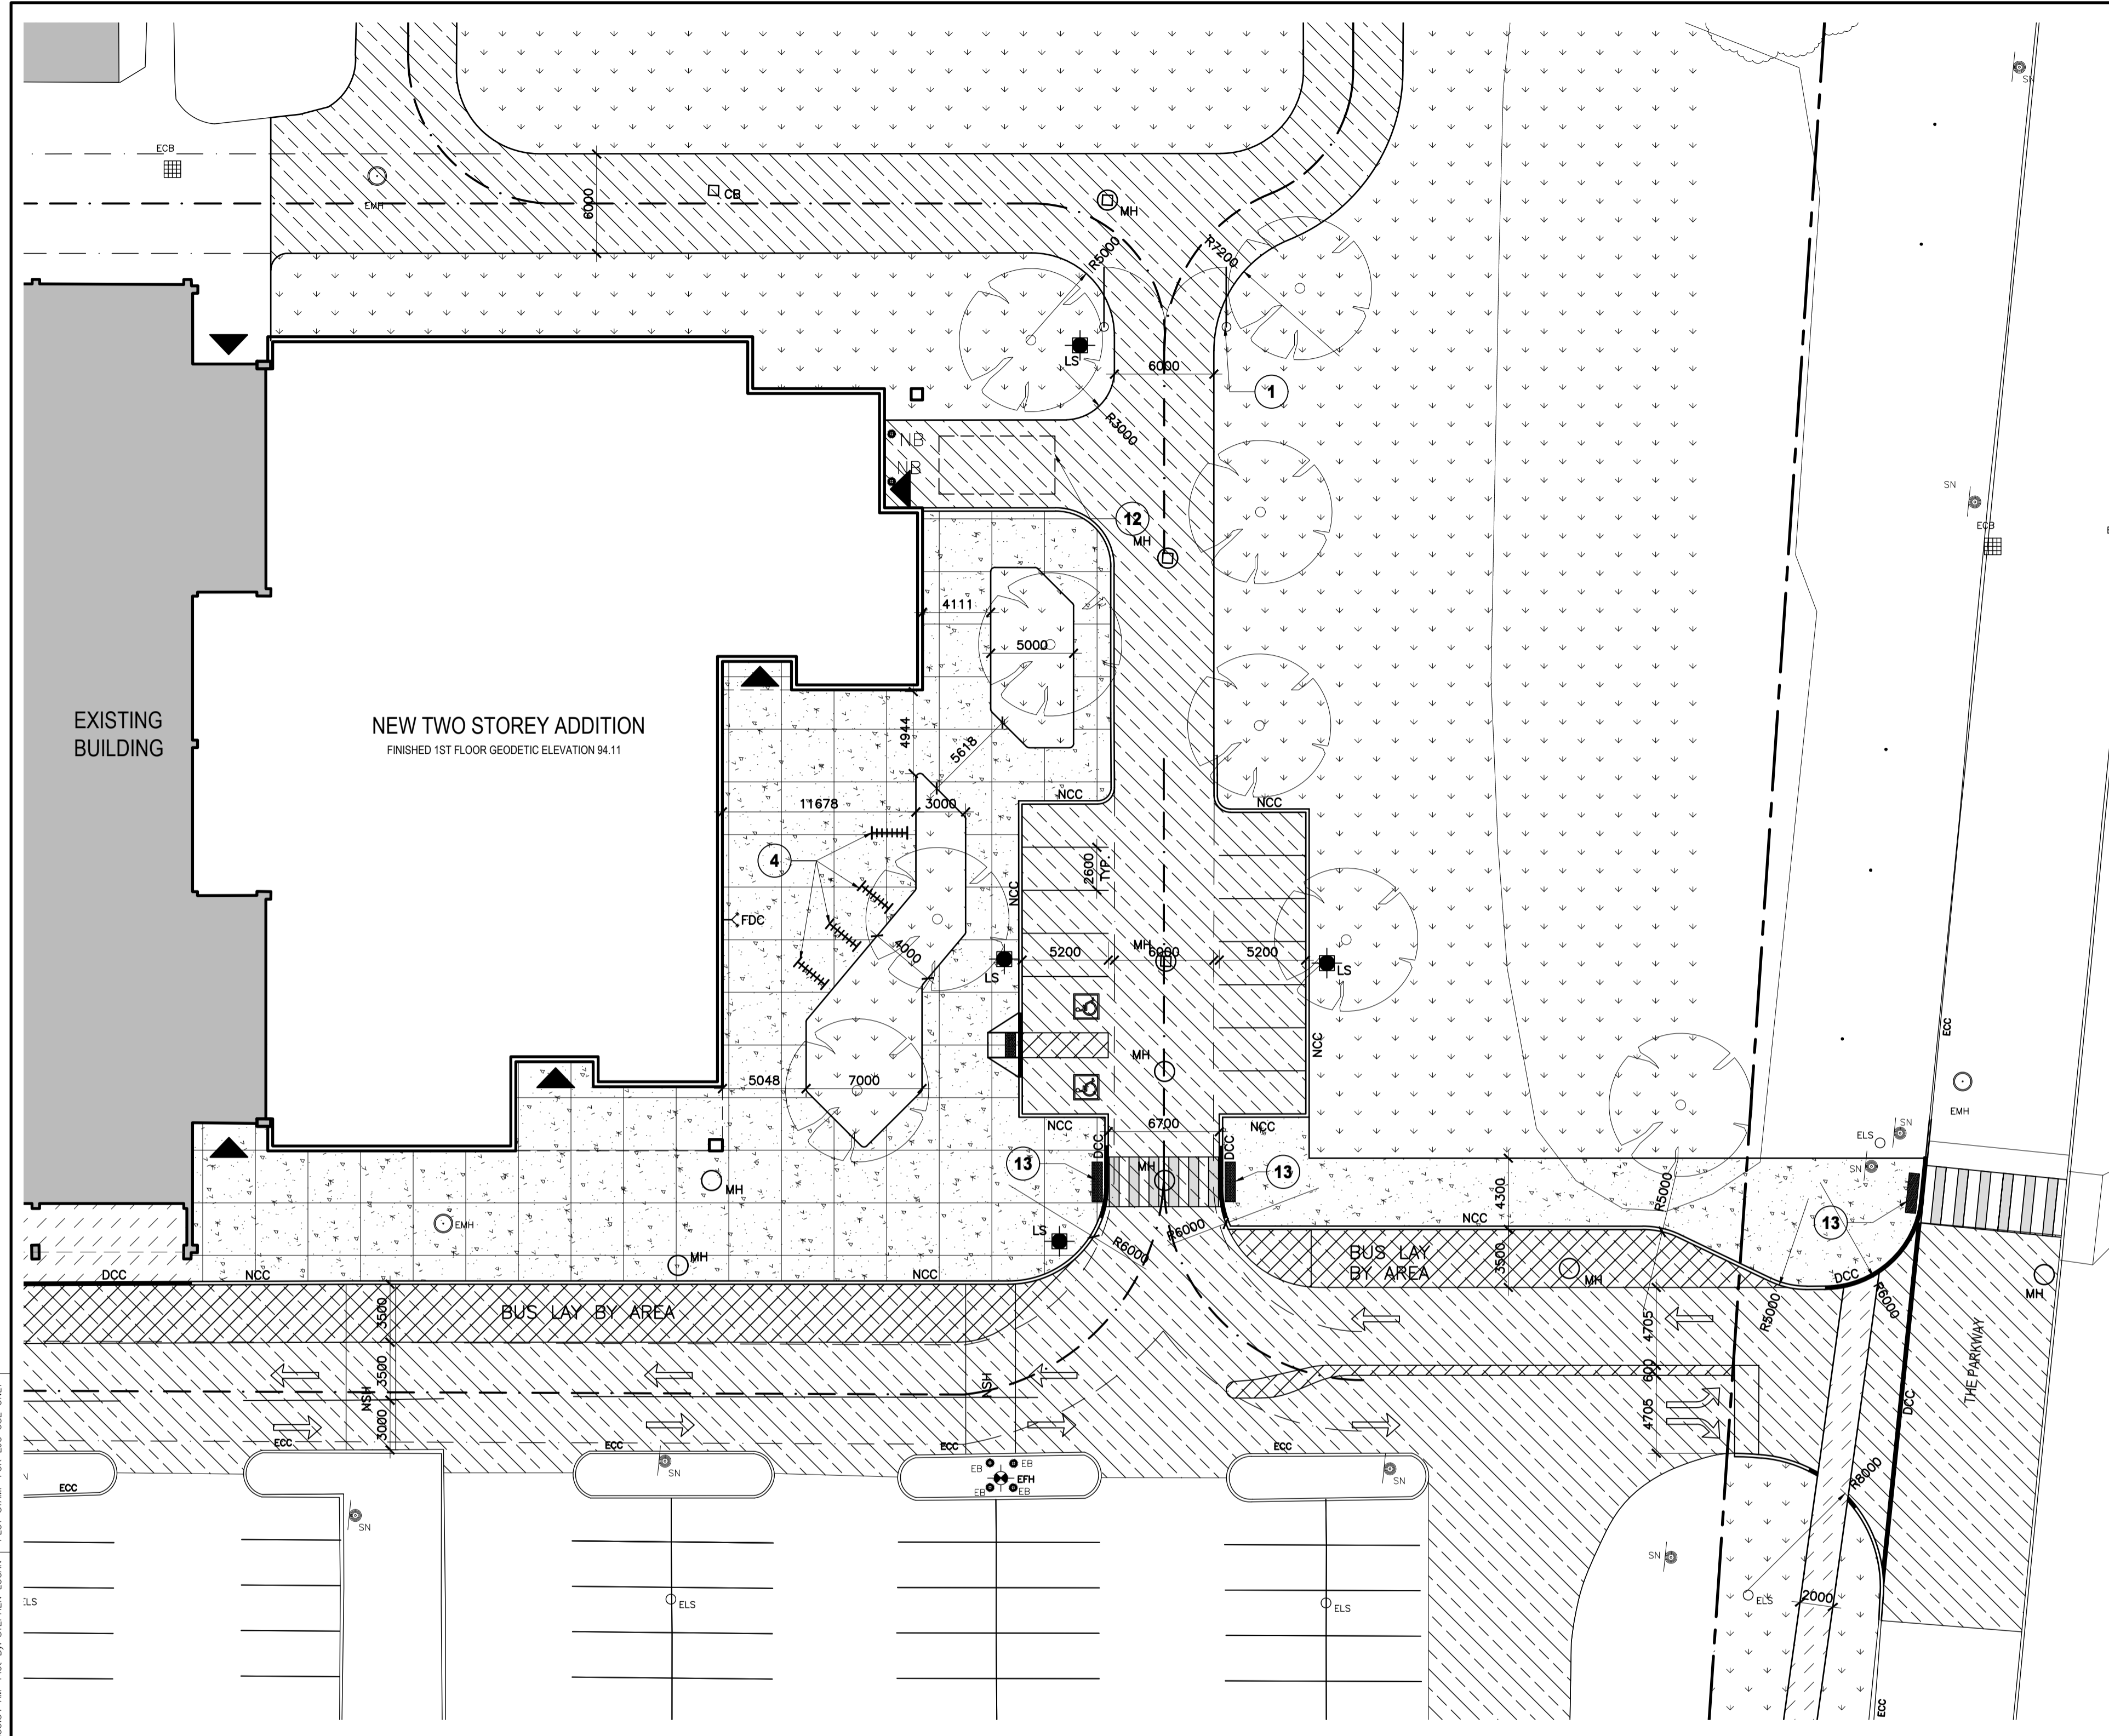 SN
ECB
EMH
6000
CB
MH
R5000
R7200
LS
6000
1
R3000
NB
NB
SN
ECB
12
MH
4111
5000
EXISTING
BUILDING
NEW TWO STOREY ADDITION
FINISHED 1ST FLOOR GEODETIC ELEVATION 94.11
4944
5618
11678
3000
NCC
NCC
4
2600
TYP.
NCC
FDC
4000
5200
MH
6000
5200
LS
LS
ECC
NCC
MH
5048
7000
EMH
NCC
6700
NCC
DCC
DCC
ELS
SN
SN
13
MH
13
MH
4300
R5000
13
EMH
LS
R6000
R6000
NCC
MH
BUS LAY
BY AREA
3500
MH
MH
DCC
NCC
NCC
DCC
R6000
BUS LAY BY AREA
3500
R5000
4705
THE PARKWAY
3500
NSH
NSH
600
DCC
3000
4705
ECC
ECC
ECC
ECC
SN
EB
EB
EFH
EB
EB
SN
R8000
ECC
SN
SN
ELS
ELS
ELS
ELS
2000
ECC